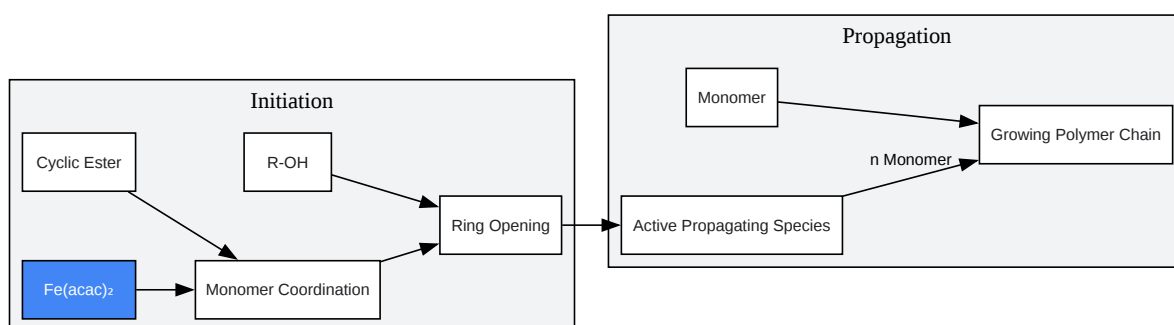 Propagation
Monomer
Growing Polymer Chain
n Monomer
Active Propagating Species
Initiation
Cyclic Ester
R-OH
Ring Opening
Fe(acac)₂
Monomer Coordination